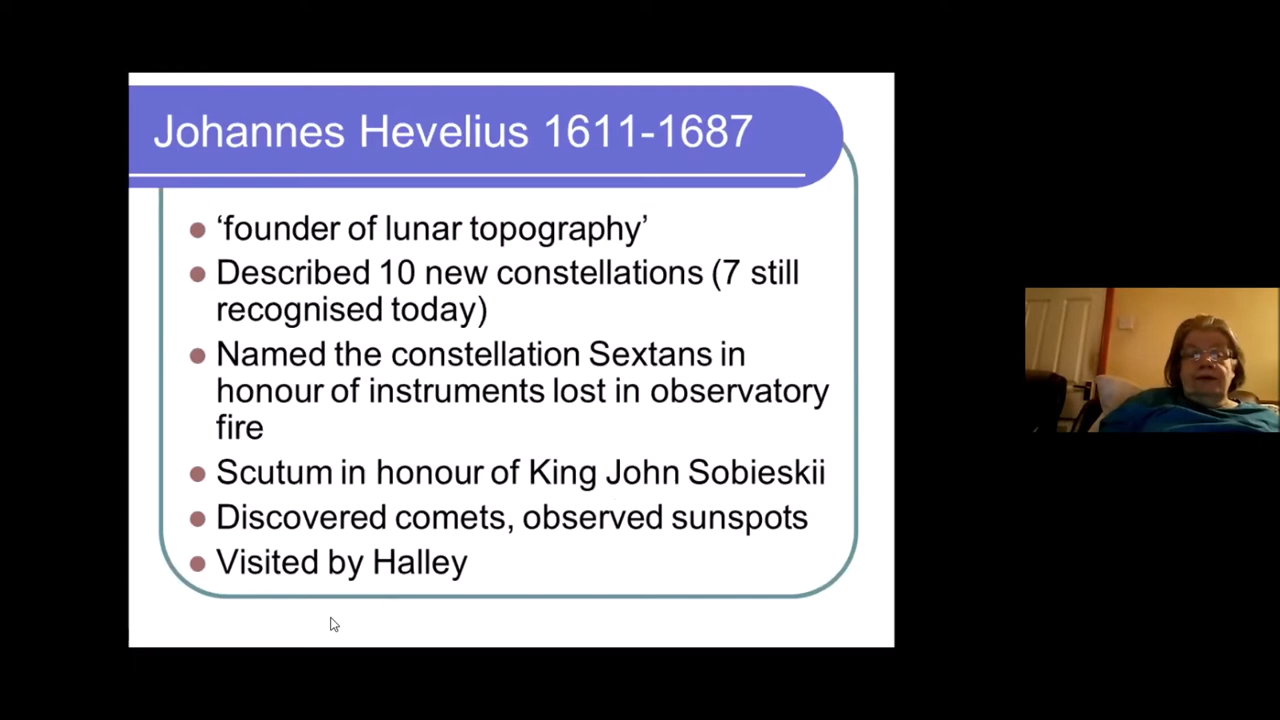 Johannes Hevelius 1611-1687
‘founder of lunar topography’
Described 10 new constellations (7 still
recognised today)
Named the constellation Sextans in
honour of instruments lost in observatory
fire
Scutum in honour of King John Sobieskii
Discovered comets, observed sunspots
Visited by Halley